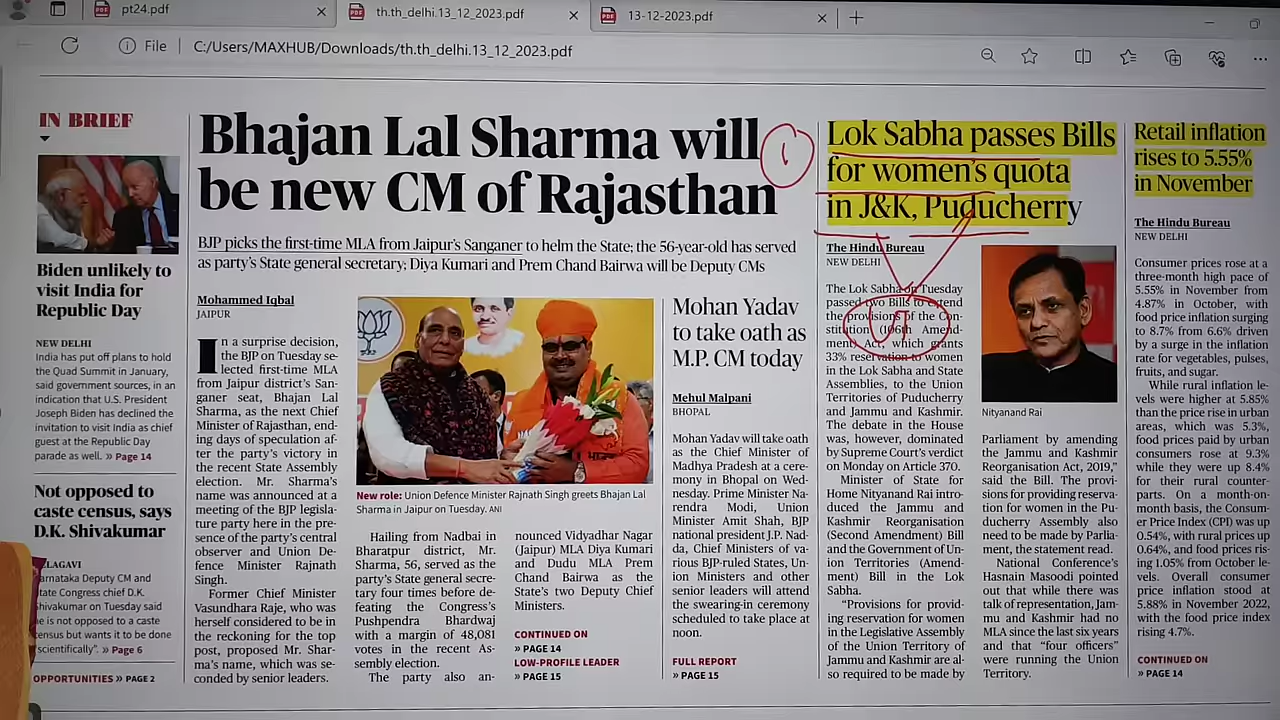 pt24.pdf
th.th_delhi.13_12_2023.pdf
13-12-2023.pdf
File
C:/Users/MAXHUB/Downloads/th.th_delhi.13_12_2023.pdf
IN BRIEF
Biden unlikely to
visit India for
Republic Day
NEW DELHI
India has put off plans to hold
the Quad Summit in January,
said government sources, in an
indication that U.S. President
Joseph Biden has declined the
invitation to visit India as chief
guest at the Republic Day
parade as well. » Page 14
Not opposed to
caste census, says
D.K. Shivakumar
ELAGAVI
arnataka Deputy CM and
State Congress chief D.K.
Shivakumar on Tuesday said
he is not opposed to a caste
census but wants it to be done
"scientifically". » Page 6
OPPORTUNITIES » PAGE 2
Bhajan Lal Sharma will
be new CM of Rajasthan
BJP picks the first-time MLA from Jaipur's Sanganer to helm the State; the 56-year-old has served
as party's State general secretary; Diya Kumari and Prem Chand Bairwa will be Deputy CMs
Mohammed Iqbal
JAIPUR
In a surprise decision,
the BJP on Tuesday se-
lected first-time MLA
from Jaipur district's San-
ganer seat, Bhajan Lal
Sharma, as the next Chief
Minister of Rajasthan, end-
ing days of speculation af-
ter the party's victory in
the recent State Assembly
election. Mr. Sharma's
name was announced at a
meeting of the BJP legisla-
ture party here in the pre-
sence of the party's central
observer and Union De-
fence Minister Rajnath
Singh.
Former Chief Minister
Vasundhara Raje, who was
herself considered to be in
the reckoning for the top
post, proposed Mr. Shar-
ma's name, which was se-
conded by senior leaders.
New role: Union Defence Minister Rajnath Singh greets Bhajan Lal
Sharma in Jaipur on Tuesday. ANI
Hailing from Nadbai in
Bharatpur district, Mr.
Sharma, 56, served as the
party's State general secre-
tary four times before de-
feating the Congress's
Pushpendra Bhardwaj
with a margin of 48,081
votes in the recent As-
sembly election.
The party also an-
nounced Vidyadhar Nagar
(Jaipur) MLA Diya Kumari
and Dudu MLA Prem
Chand Bairwa as the
State's two Deputy Chief
Ministers.
CONTINUED ON
» PAGE 14
LOW-PROFILE LEADER
» PAGE 15
Mohan Yadav
to take oath as
M.P. CM today
Mehul Malpani
BHOPAL
Mohan Yadav will take oath
as the Chief Minister of
Madhya Pradesh at a cere-
mony in Bhopal on Wed-
nesday. Prime Minister Na-
rendra Modi, Union
Minister Amit Shah, BJP
national president J.P. Nad-
da, Chief Ministers of va-
rious BJP-ruled States, Un-
ion Ministers and other
senior leaders will attend
the swearing-in ceremony
scheduled to take place at
noon.
FULL REPORT
» PAGE 15
Lok Sabha passes Bills
for women's quota
in J&K, Puducherry
The Hindu Bureau
NEW DELHI
The Lok Sabha on Tuesday
passed two Bills to extend
the provisions of the Con-
stitution (106th Amend-
ment) Act, which grants
33% reservation to women
in the Lok Sabha and State
Assemblies, to the Union
Territories of Puducherry
and Jammu and Kashmir.
The debate in the House
was, however, dominated
by Supreme Court's verdict
on Monday on Article 370.
Minister of State for
Home Nityanand Rai intro-
duced the Jammu and
Kashmir Reorganisation
(Second Amendment) Bill
and the Government of Un-
ion Territories (Amend-
ment) Bill in the Lok
Sabha.
"Provisions for provid-
ing reservation for women
in the Legislative Assembly
of the Union Territory of
Jammu and Kashmir are al-
so required to be made by
Nityanand Rai
Parliament by amending
the Jammu and Kashmir
Reorganisation Act, 2019,"
said the Bill. The provi-
sions for providing reserva-
tion for women in the Pu-
ducherry Assembly also
need to be made by Parlia-
ment, the statement read.
National Conference's
Hasnain Masoodi pointed
out that while there was
talk of representation, Jam-
mu and Kashmir had no
MLA since the last six years
and that "four officers"
were running the Union
Territory.
Retail inflation
rises to 5.55%
in November
The Hindu Bureau
NEW DELHI
Consumer prices rose at a
three-month high pace of
5.55% in November from
4.87% in October, with
food price inflation surging
to 8.7% from 6.6% driven
by a surge in the inflation
rate for vegetables, pulses,
fruits, and sugar.
While rural inflation le-
vels were higher at 5.85%
than the price rise in urban
areas, which was 5.3%,
food prices paid by urban
consumers rose at 9.3%
while they were up 8.4%
for their rural counter-
parts. On a month-on-
month basis, the Consum-
er Price Index (CPI) was up
0.54%, with rural prices up
0.64%, and food prices ris-
ing 1.05% from October le-
vels. Overall consumer
price inflation stood at
5.88% in November 2022,
with the food price index
rising 4.7%.
CONTINUED ON
» PAGE 14